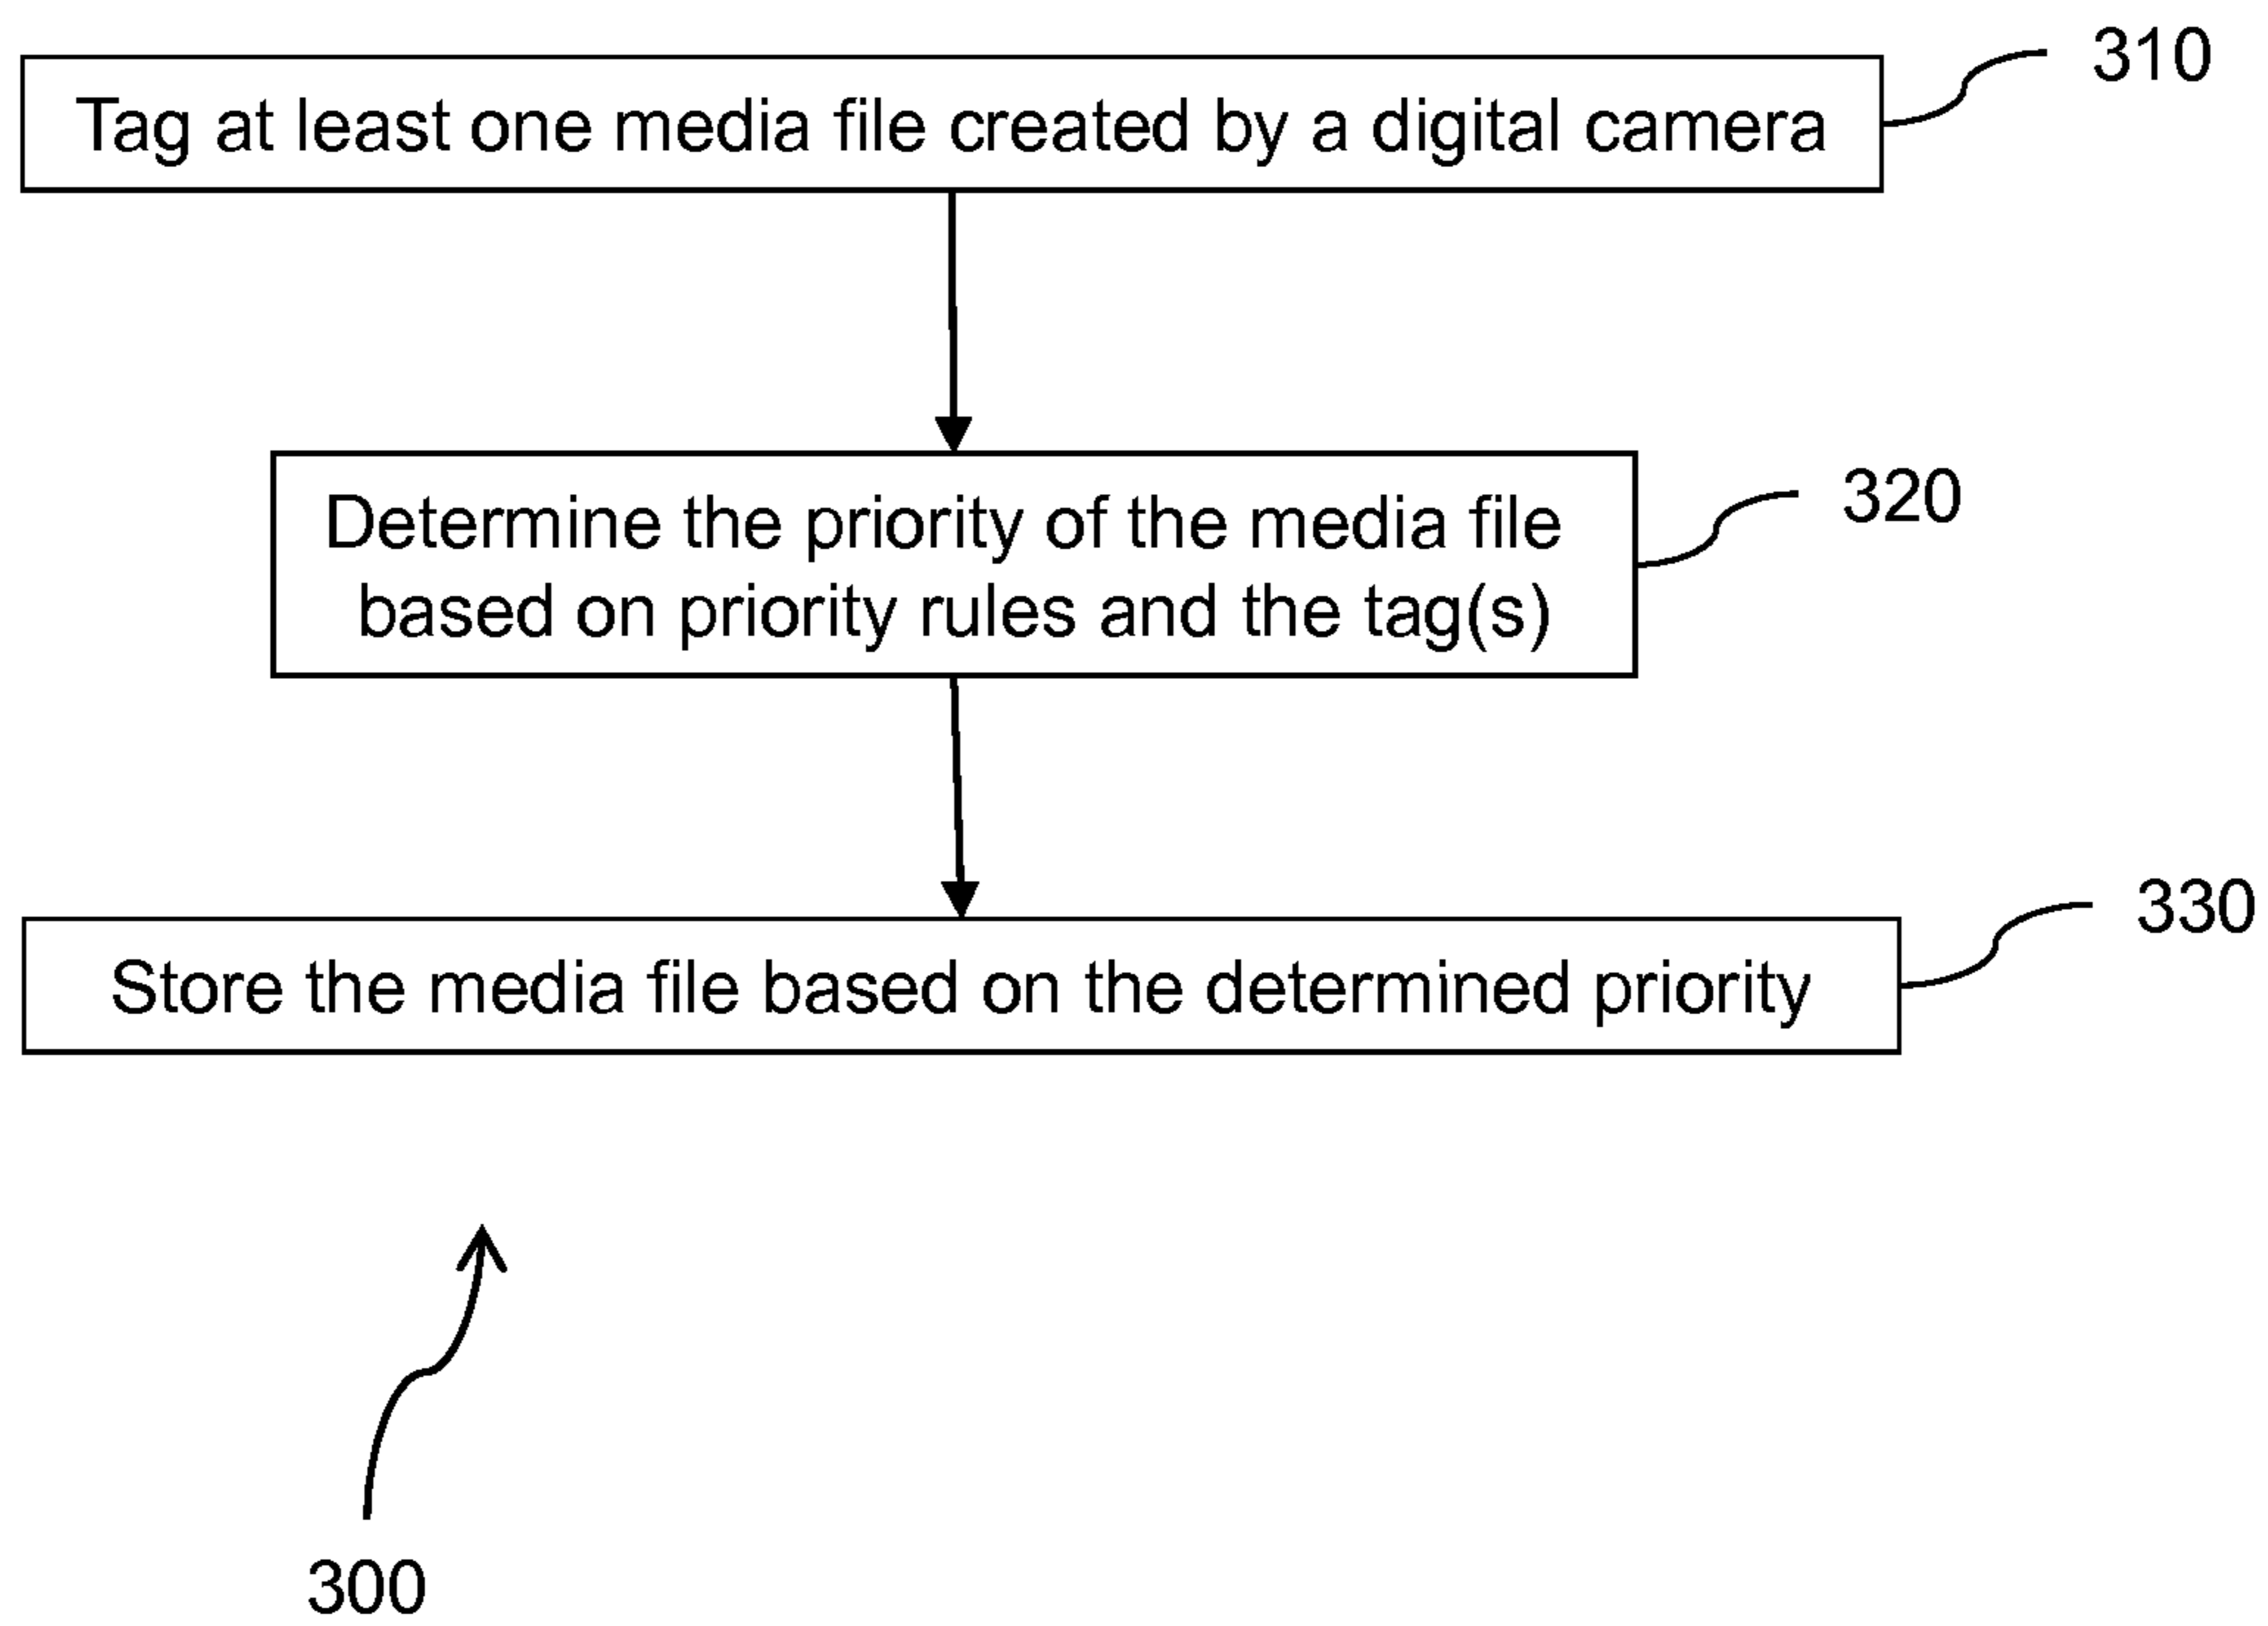 310
Tag at least one media file created by a digital camera
320
Determine the priority of the media file
based on priority rules and the tag(s)
330
Store the media file based on the determined priority
300